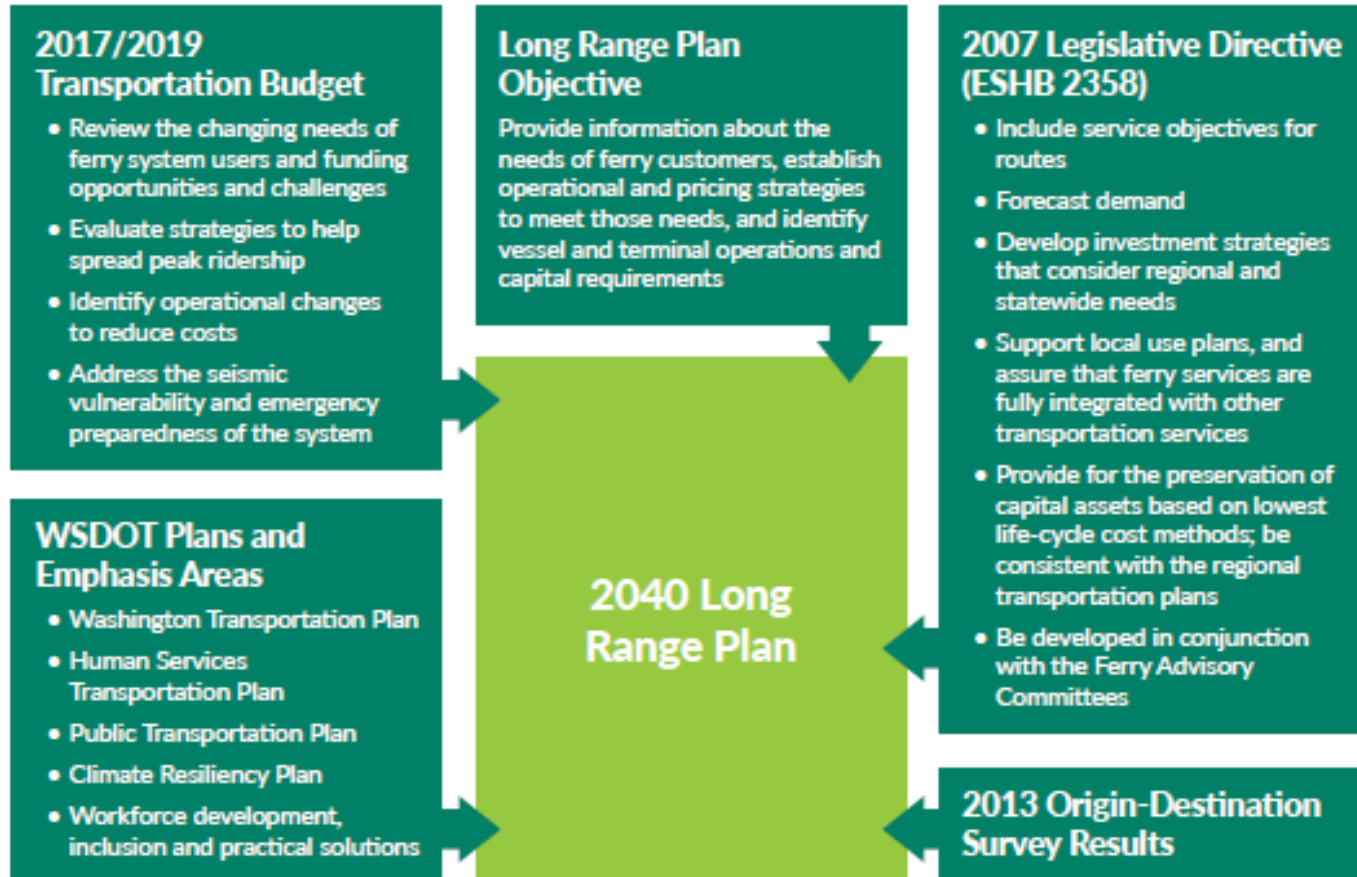 2017/2019
Transportation Budget
• Review the changing needs of
ferry system users and funding
opportunities and challenges
• Evaluate strategies to help
spread peak ridership
• Identify operational changes
to reduce costs
• Address the seismic
vulnerability and emergency
preparedness of the system
WSDOT Plans and
Emphasis Areas
• Washington Transportation Plan
• Human Services
Transportation Plan
• Public Transportation Plan
• Climate Resiliency Plan
• Workforce development,
inclusion and practical solutions
Long Range Plan
Objective
Provide information about the
needs of ferry customers, establish
operational and pricing strategies
to meet those needs, and identify
vessel and terminal operations and
capital requirements
2040 Long
Range Plan
2007 Legislative Directive
(ESHB 2358)
• Include service objectives for
routes
• Forecast demand
• Develop investment strategies
that consider regional and
statewide needs
• Support local use plans, and
assure that ferry services are
fully integrated with other
transportation services
• Provide for the preservation of
capital assets based on lowest
life-cycle cost methods; be
consistent with the regional
transportation plans
• Be developed in conjunction
with the Ferry Advisory
Committees
2013 Origin-Destination
Survey Results